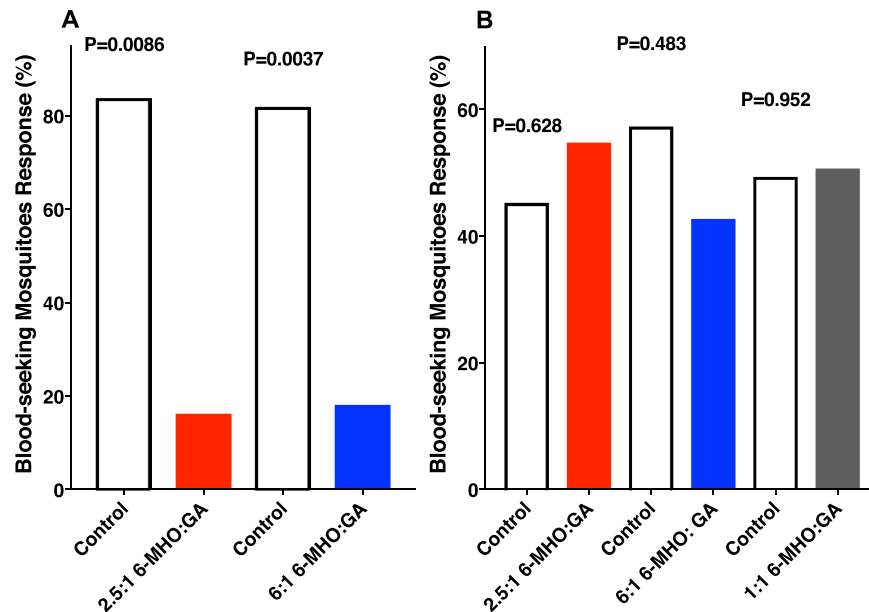 A
P=0.0086
P=0.0037
Blood-seeking Mosquitoes Response (%)
80
60
40
20
0
Control
2.5:1 6-MHO:GA
Control
6:1 6-MHO:GA
B
P=0.483
P=0.628
P=0.952
Blood-seeking Mosquitoes Response (%)
60
40
20
0
Control
2.5:1 6-MHO:GA
Control
6:1 6-MHO: GA
Control
1:1 6-MHO:GA